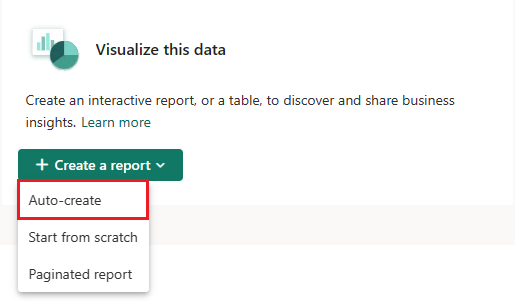 Visualize this data
Create an interactive report, or a table, to discover and share business
insights. Learn more
+ Create a report
Auto-create
Start from scratch
Paginated report